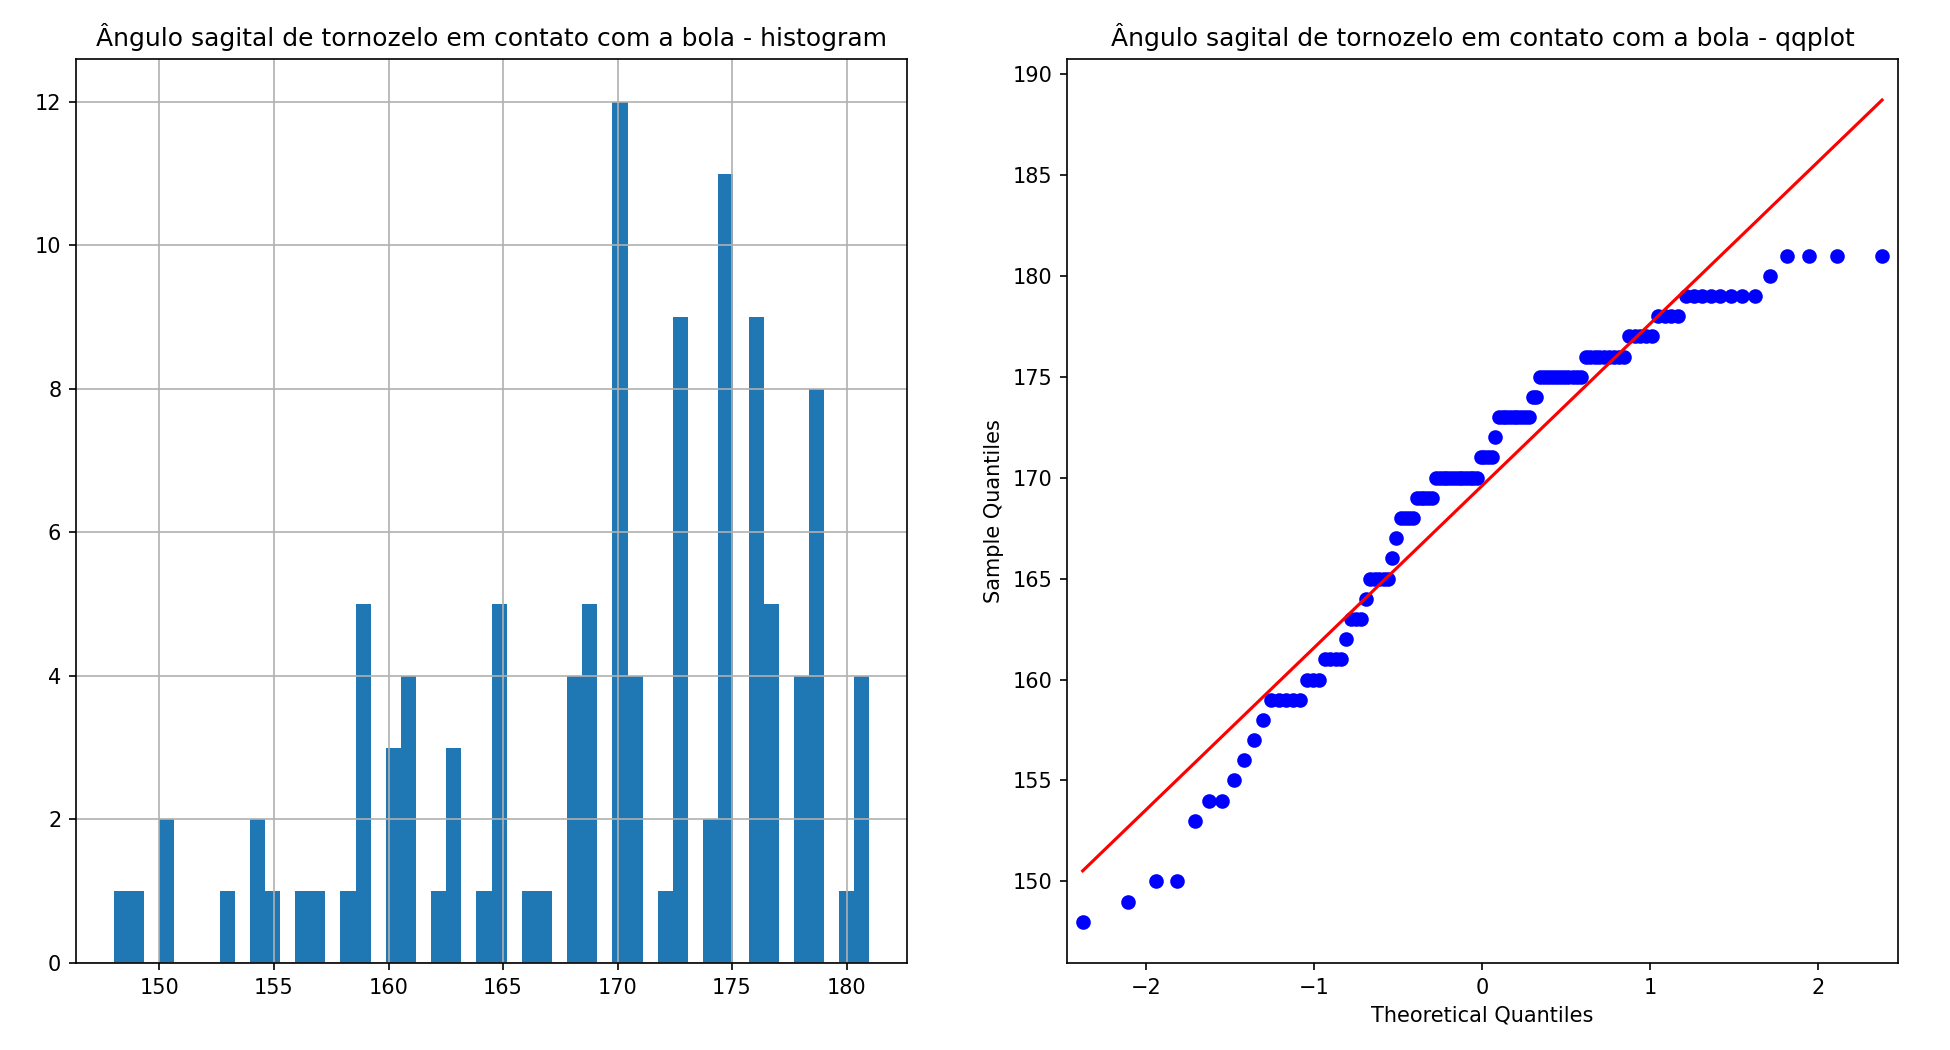 Ângulo sagital de tornozelo em contato com a bola - histogram
12
10
8
6
4
2
0
150 155 160 165 170 175 180
Ângulo sagital de tornozelo em contato com a bola - qqplot
190
185
180
175
170
165
160
155
150
Sample Quantiles
−2 −1 0 1 2
Theoretical Quantiles